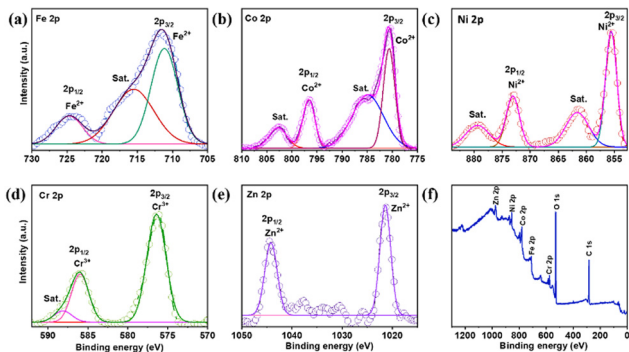 (a) Fe 2p
2p3/2
Fe2+
Sat.
2p1/2
Fe2+
Intensity (a.u.)
730 725 720 715 710 705
(b) Co 2p
2p3/2
Co2+
2p1/2
Co2+
Sat.
Sat.
810 805 800 795 790 785 780 775
(c) Ni 2p
2p3/2
Ni2+
2p1/2
Ni2+
Sat.
Sat.
880 870 860
875 865 855
(d) Cr 2p
2p3/2
Cr3+
2p1/2
Cr3+
Sat.
Intensity (a.u.)
590 585 580 575 570
Binding energy (eV)
(e) Zn 2p
2p3/2
Zn2+
2p1/2
Zn2+
1050 1040 1030 1020
Binding energy (eV)
(f)
Zn 2p
Ni 2p
Co 2p
Fe 2p
Cr 2p
O 1s
C 1s
1200 1000 800 600 400 200 0
Binding energy (eV)